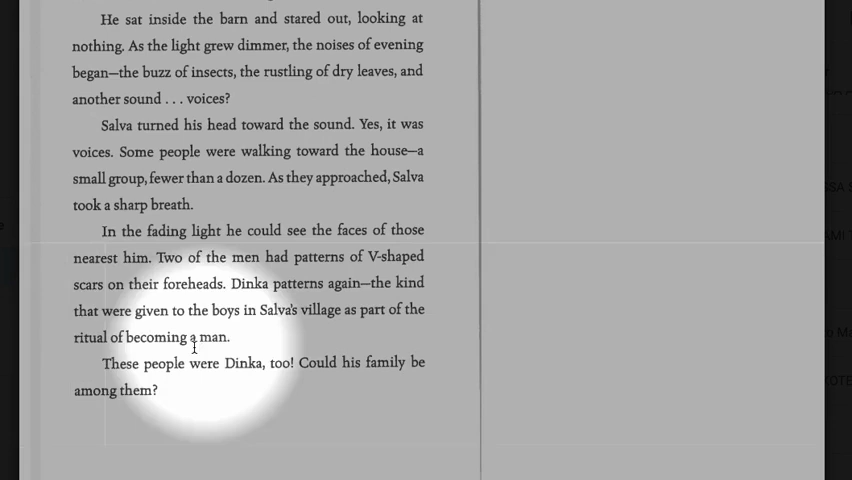 He sat inside the barn and stared out, looking at
nothing. As the light grew dimmer, the noises of evening
began—the buzz of insects, the rustling of dry leaves, and
another sound . . . voices?
Salva turned his head toward the sound. Yes, it was
voices. Some people were walking toward the house—a
small group, fewer than a dozen. As they approached, Salva
took a sharp breath.
In the fading light he could see the faces of those
nearest him. Two of the men had patterns of V-shaped
scars on their foreheads. Dinka patterns again—the kind
that were given to the boys in Salva's village as part of the
ritual of becoming a man.
These people were Dinka, too! Could his family be
among them?